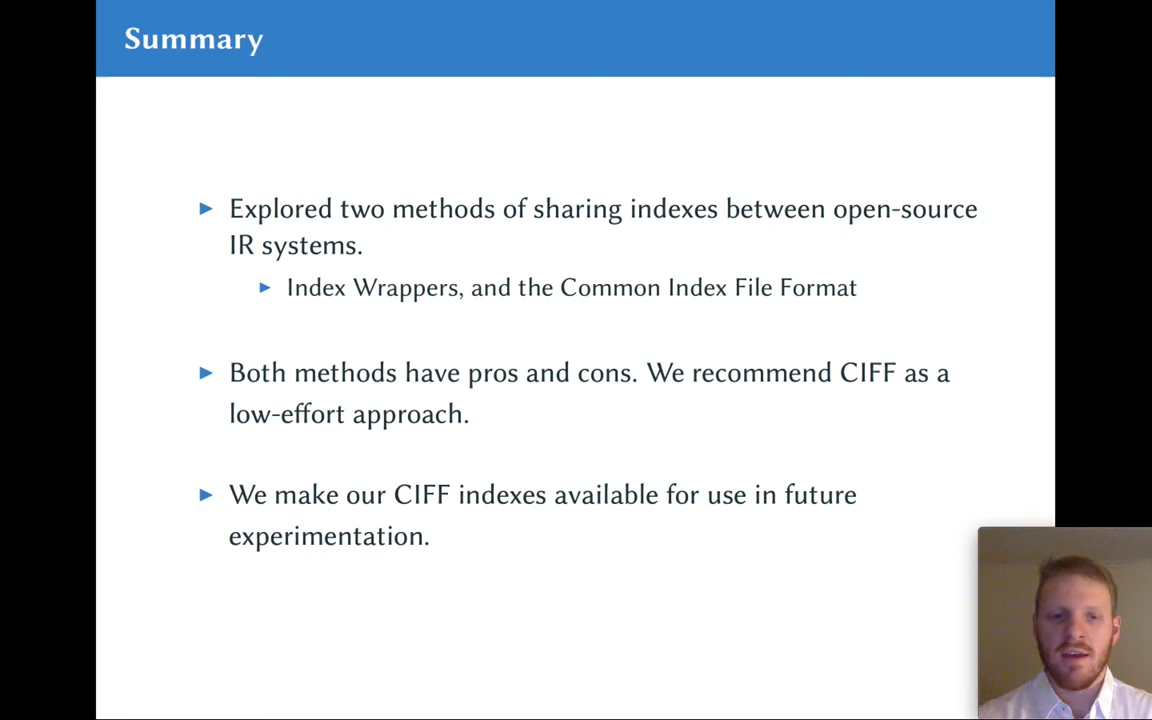 Summary
Explored two methods of sharing indexes between open-source
IR systems.
Index Wrappers, and the Common Index File Format
Both methods have pros and cons. We recommend CIFF as a
low-effort approach.
We make our CIFF indexes available for use in future
experimentation.